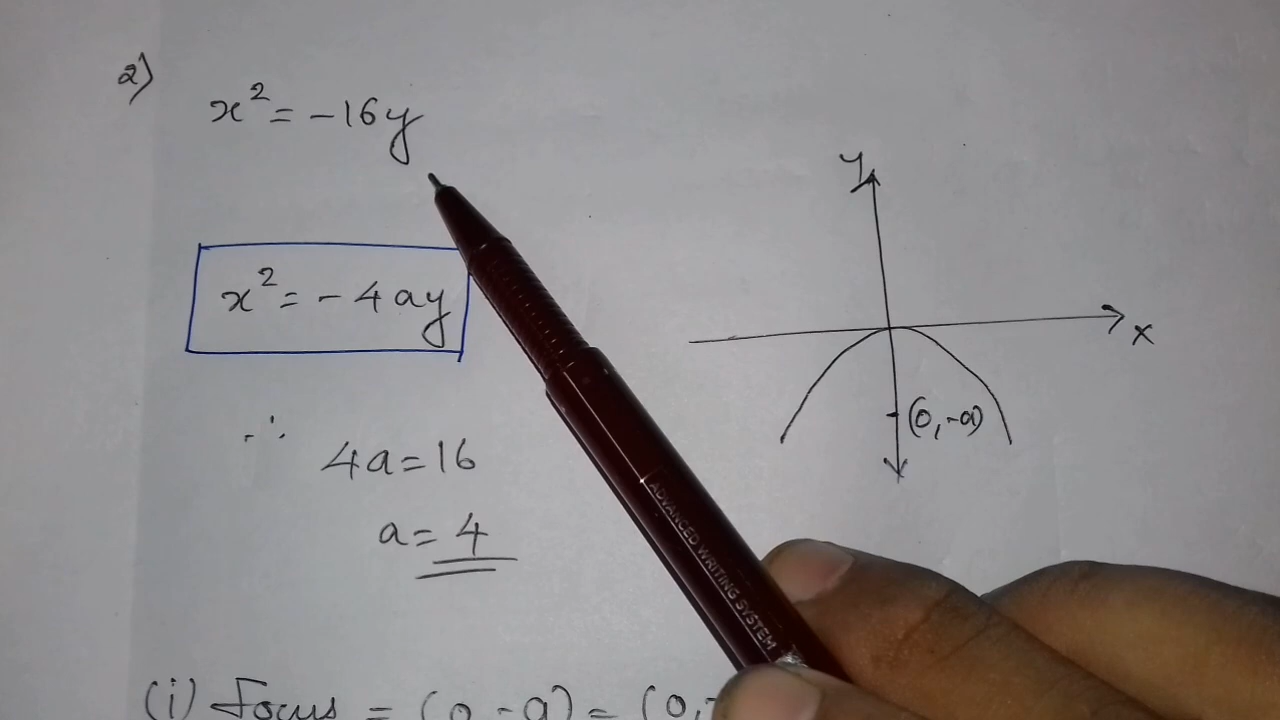 2)
x² = -16y
x² = -4ay
∴ 4a = 16
a = 4
y
x
(0, -a)
ADVANCED WRITING SYSTEM
(i) Focus = (0, -a) = (0, -